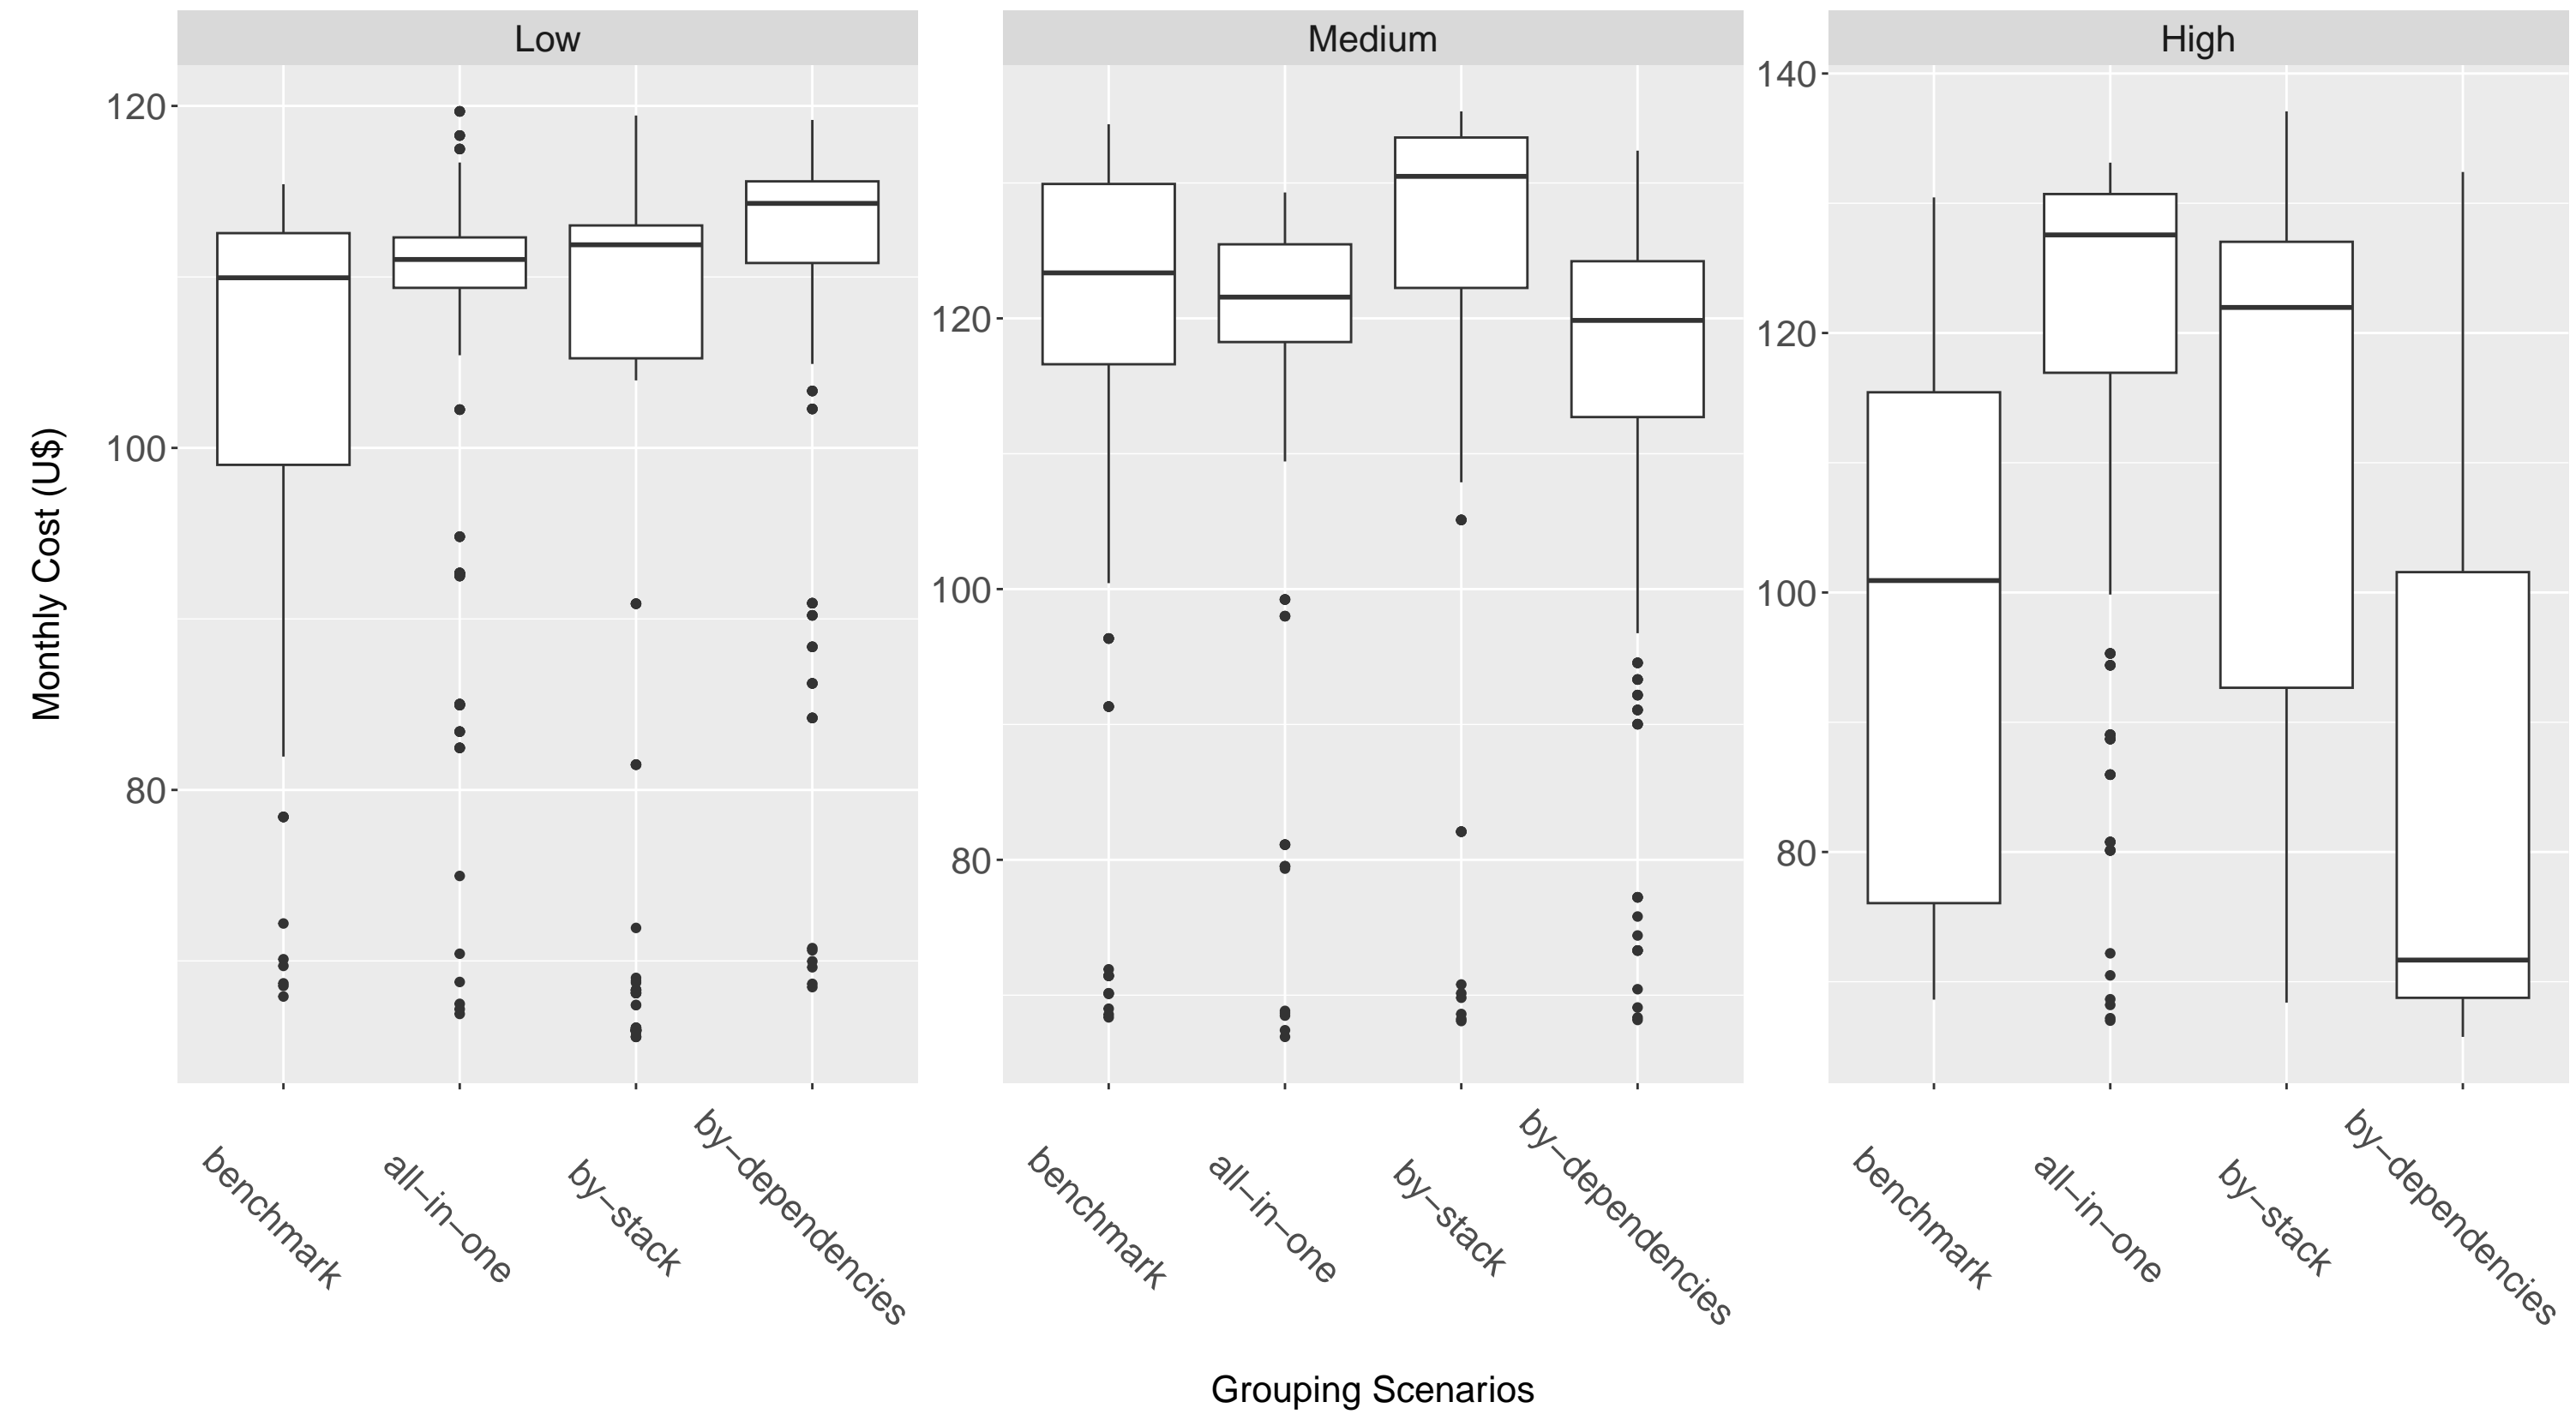 Low
Medium
High
Monthly Cost (U$)
120
100
80
120
100
80
140
120
100
80
benchmark
all−in−one
by−stack
by−dependencies
benchmark
all−in−one
by−stack
by−dependencies
benchmark
all−in−one
by−stack
by−dependencies
Grouping Scenarios